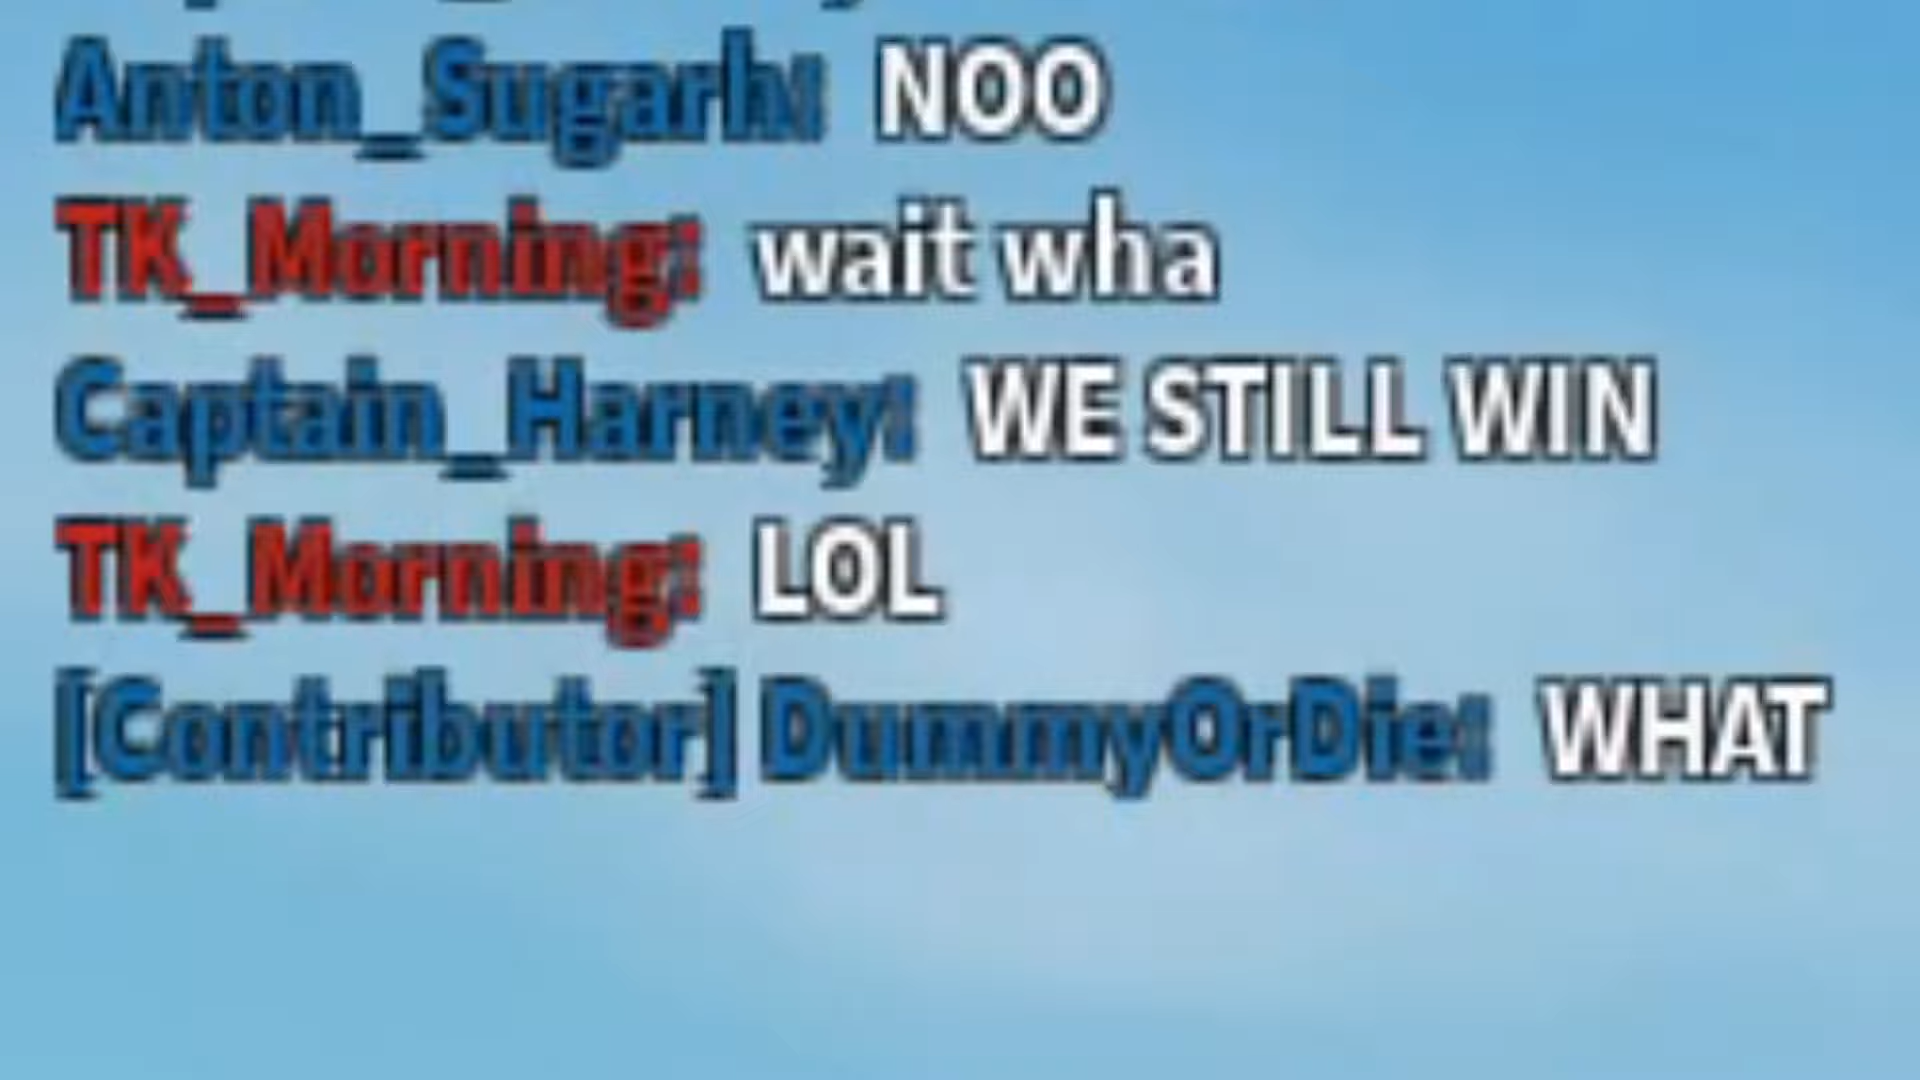 Anton_Sugarh: NOO
TK_Morning: wait wha
Captain_Harney: WE STILL WIN
TK_Morning: LOL
[Contributor] DummyOrDie: WHAT